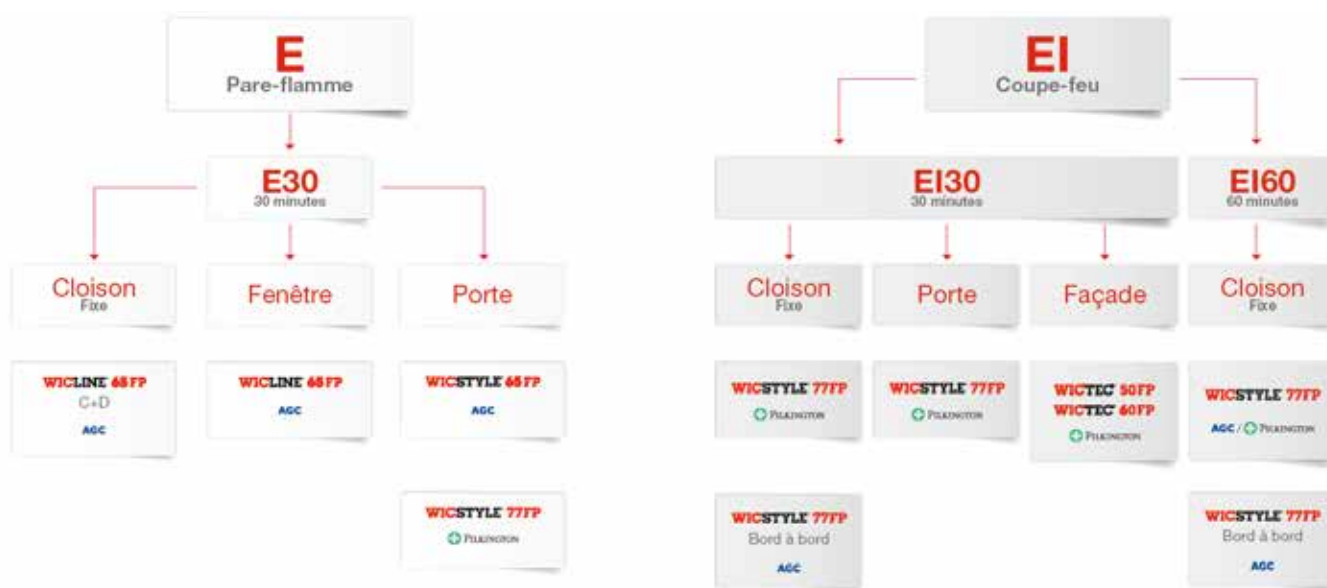 E
Pare-flamme
E30
30 minutes
Cloison
Fixe
WICLINE 65 FP
C+D
AGC
Fenêtre
WICLINE 65 FP
AGC
Porte
WICSTYLE 65 FP
AGC
WICSTYLE 77FP
PILKINGTON
EI
Coupe-feu
EI30
30 minutes
Cloison
Fixe
WICSTYLE 77FP
PILKINGTON
WICSTYLE 77FP
Bord à bord
AGC
Porte
WICSTYLE 77FP
PILKINGTON
Façade
WICTEC 50FP
WICTEC 60FP
PILKINGTON
EI60
60 minutes
Cloison
Fixe
WICSTYLE 77FP
AGC / PILKINGTON
WICSTYLE 77FP
Bord à bord
AGC